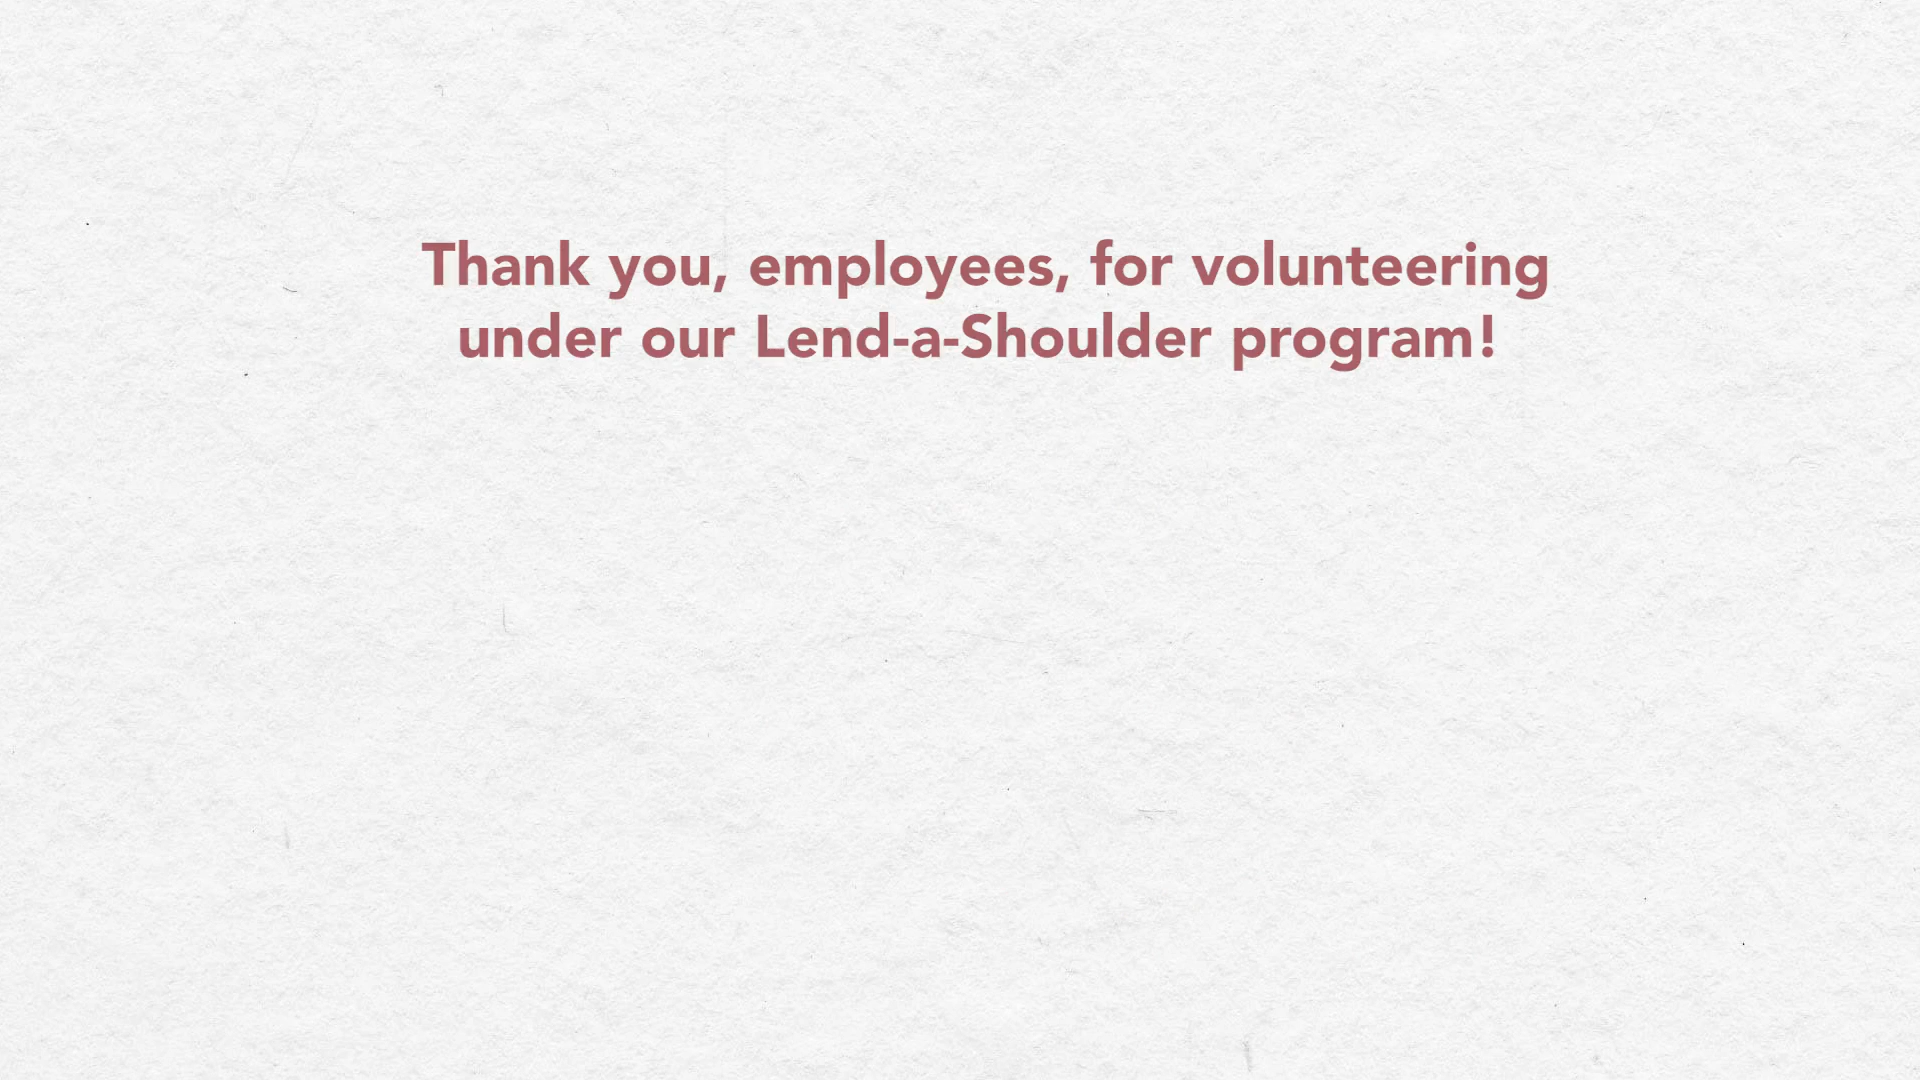 Thank you, employees, for volunteering
under our Lend-a-Shoulder program!